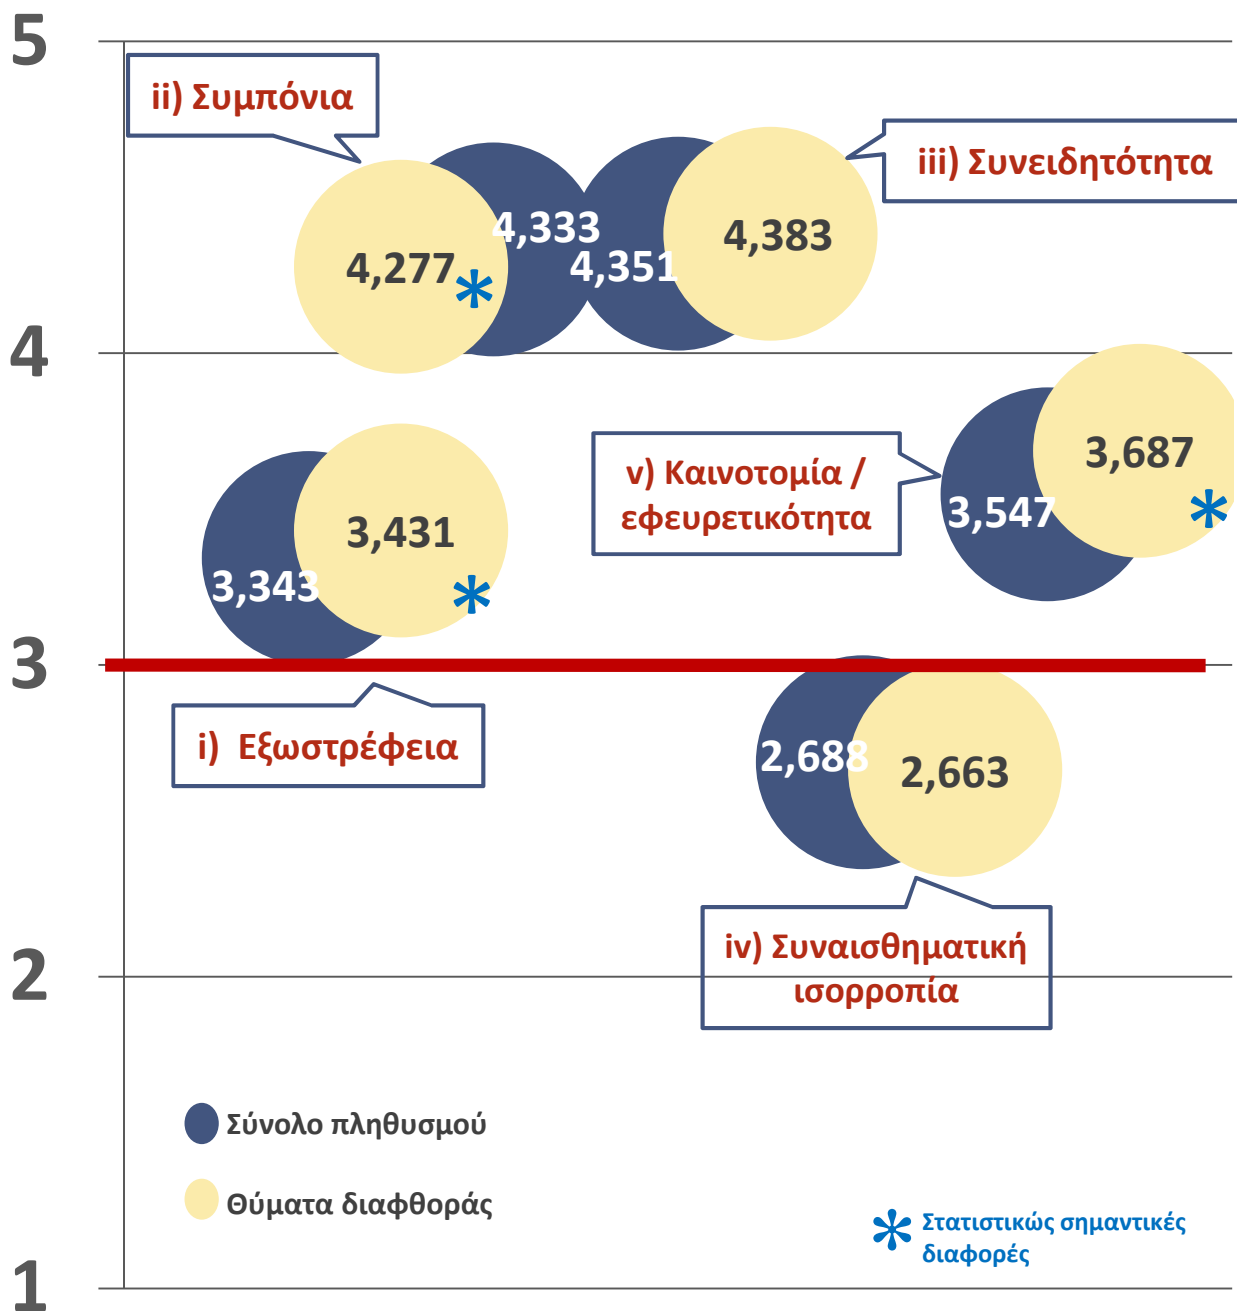 5
ii) Συμπόνια
iii) Συνειδητότητα
4,333
4,383
4,277
*
4,351
4
v) Καινοτομία /
εφευρετικότητα
3,687
3,547
*
3,431
3,343
*
3
i) Εξωστρέφεια
2,688
2,663
iv) Συναισθηματική
ισορροπία
2
Σύνολο πληθυσμού
Θύματα διαφθοράς
* Στατιστικώς σημαντικές
διαφορές
1